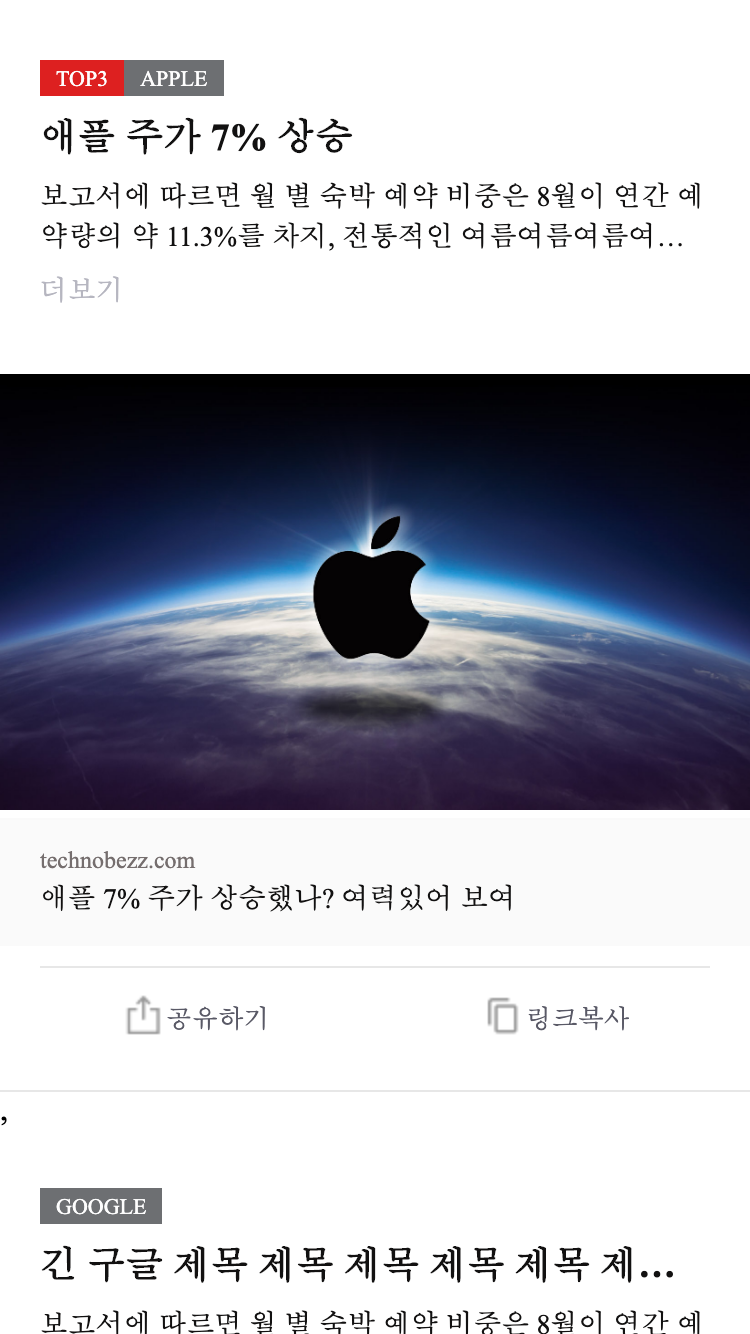 TOP3 APPLE
애플 주가 7% 상승
보고서에 따르면 월 별 숙박 예약 비중은 8월이 연간 예
약량의 약 11.3%를 차지, 전통적인 여름여름여름여…
더보기
technobezz.com
애플 7% 주가 상승했나? 여력있어 보여
공유하기 링크복사
,
GOOGLE
긴 구글 제목 제목 제목 제목 제목 제…
보고서에 따르면 월 별 숙박 예약 비중은 8월이 연간 예